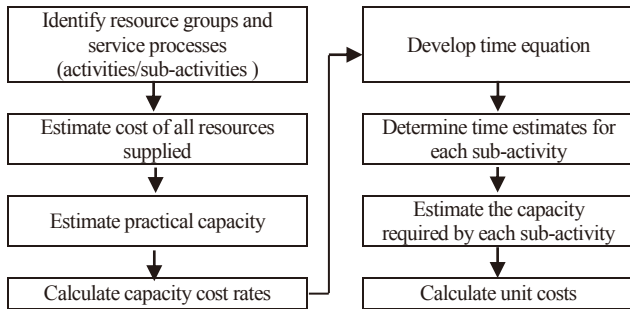 Identify resource groups and
service processes
(activities/sub-activities )
Estimate cost of all resources
supplied
Estimate practical capacity
Calculate capacity cost rates
Develop time equation
Determine time estimates for
each sub-activity
Estimate the capacity
required by each sub-activity
Calculate unit costs